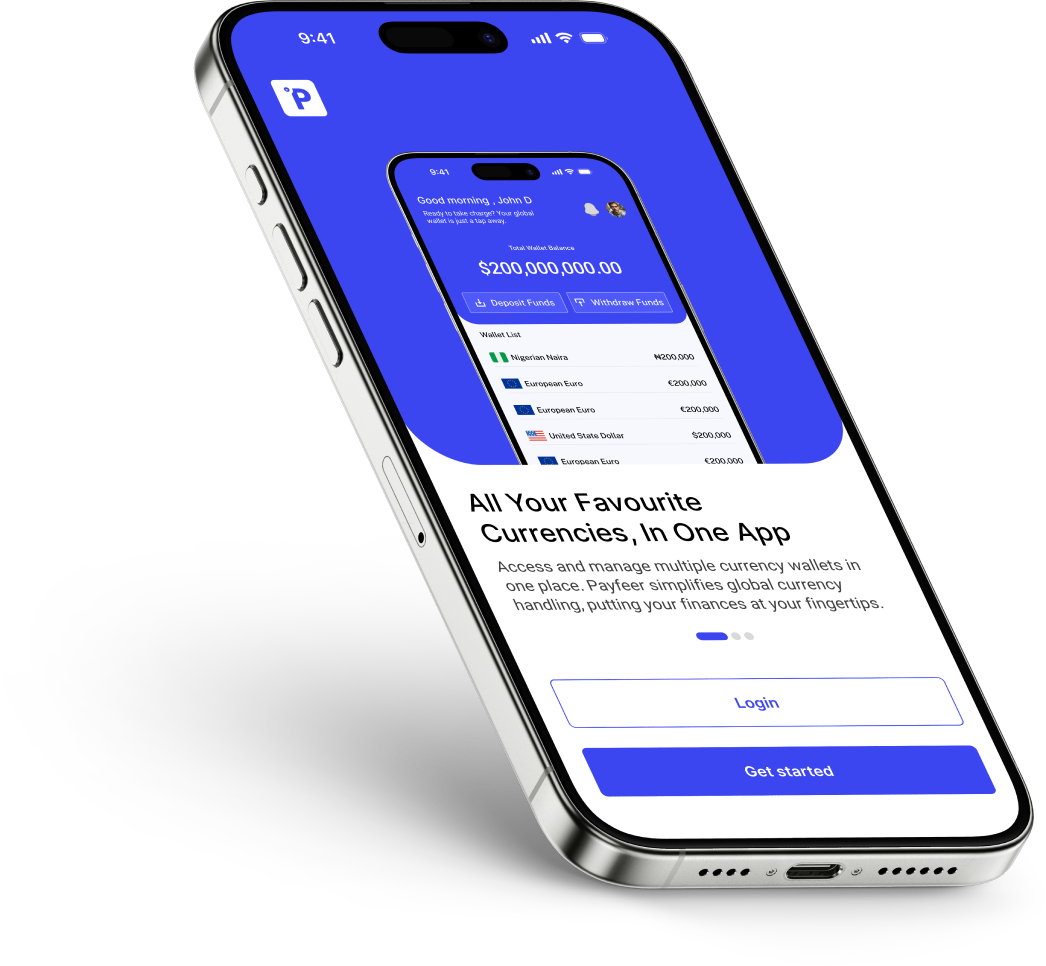 9:41
P
9:41
Good morning , John D
Ready to take charge? Your global
wallet is just a tap away.
Total Wallet Balance
$200,000,000.00
Deposit Funds
Withdraw Funds
Wallet List
Nigerian Naira ₦200,000
European Euro €200,000
European Euro €200,000
United State Dollar $200,000
European Euro €200,000
All Your Favourite
Currencies, In One App
Access and manage multiple currency wallets in
one place. Payfeer simplifies global currency
handling, putting your finances at your fingertips.
Login
Get started